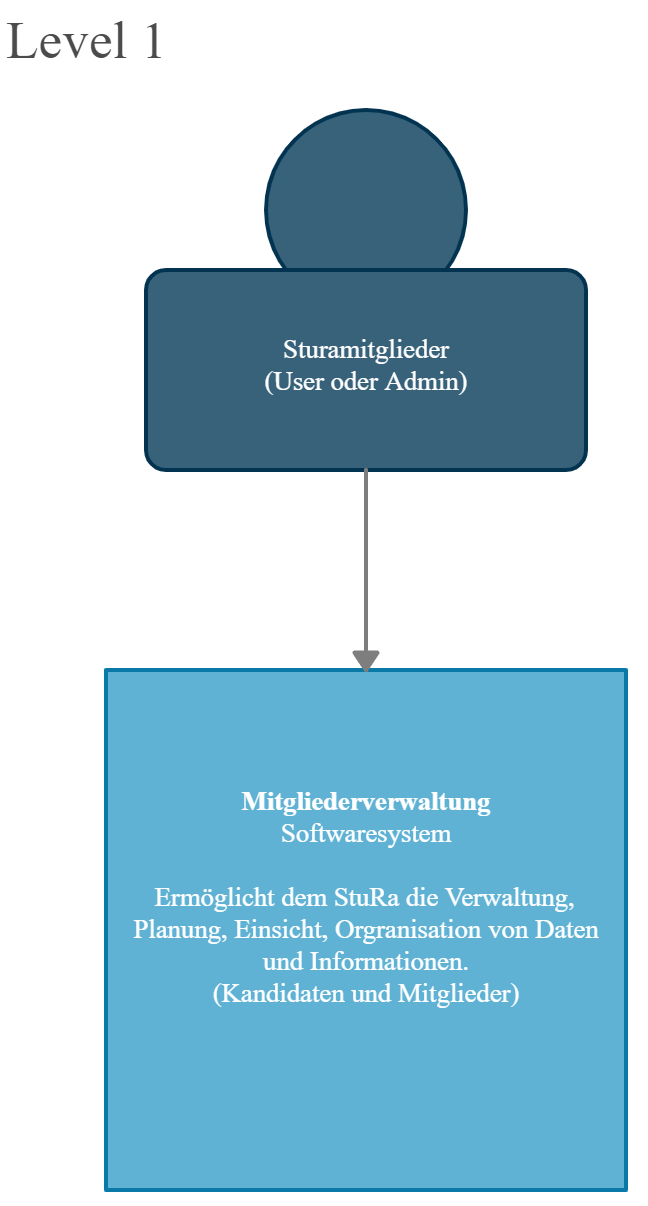 Level 1
Sturamitglieder
(User oder Admin)
Mitgliederverwaltung
Softwaresystem
Ermöglicht dem StuRa die Verwaltung,
Planung, Einsicht, Orgranisation von Daten
und Informationen.
(Kandidaten und Mitglieder)